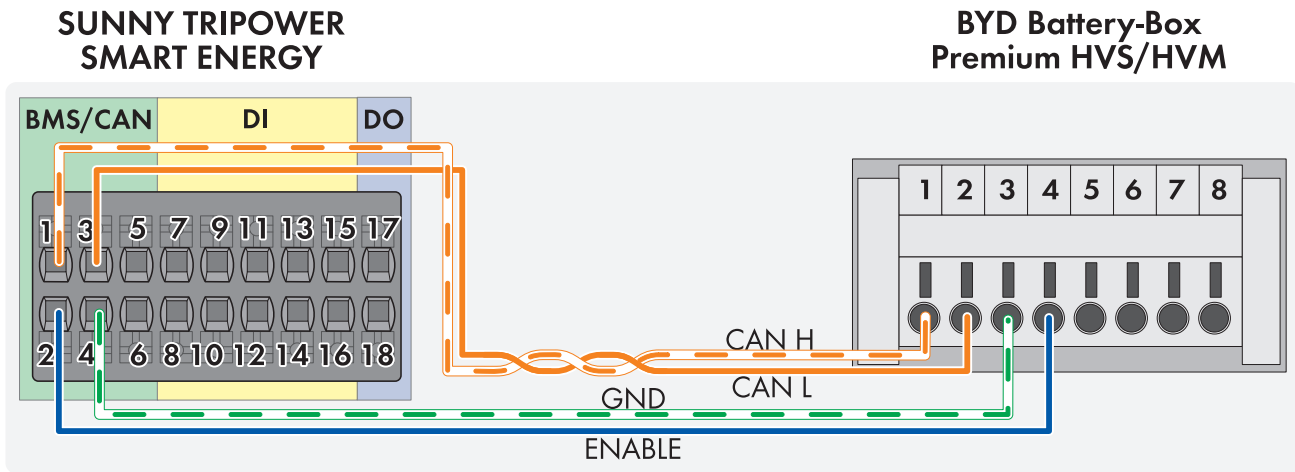 SUNNY TRIPOWER
SMART ENERGY
BYD Battery-Box
Premium HVS/HVM
BMS/CAN DI DO
1 2 3 4 5 6 7 8
1 3 5 7 9 11 13 15 17
2 4 6 8 10 12 14 16 18
CAN H
CAN L
GND
ENABLE